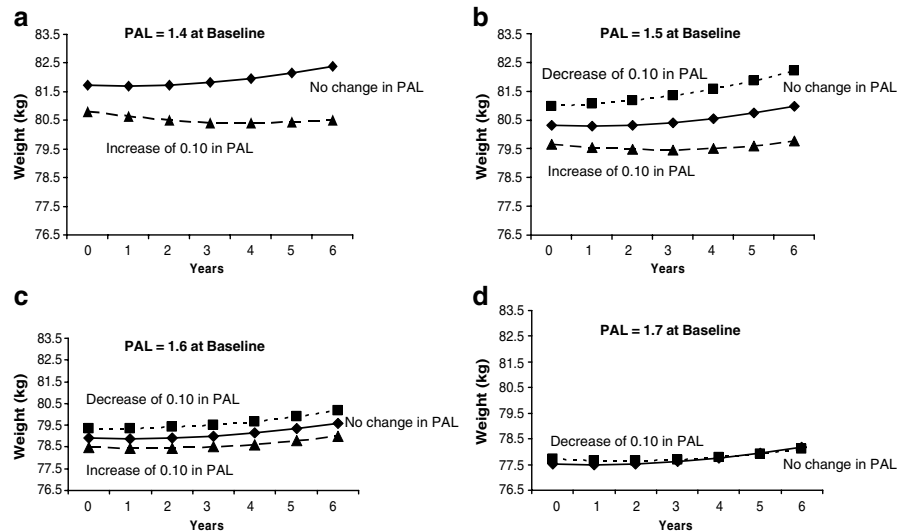 a
PAL = 1.4 at Baseline
Weight (kg)
83.5
82.5
81.5
80.5
79.5
78.5
77.5
76.5
No change in PAL
Increase of 0.10 in PAL
0 1 2 3 4 5 6
Years
b
PAL = 1.5 at Baseline
Weight (kg)
83.5
82.5
81.5
80.5
79.5
78.5
77.5
76.5
Decrease of 0.10 in PAL
No change in PAL
Increase of 0.10 in PAL
0 1 2 3 4 5 6
Years
c
PAL = 1.6 at Baseline
Weight (kg)
83.5
82.5
81.5
80.5
79.5
78.5
77.5
76.5
Decrease of 0.10 in PAL
No change in PAL
Increase of 0.10 in PAL
0 1 2 3 4 5 6
Years
d
PAL = 1.7 at Baseline
Weight (kg)
83.5
82.5
81.5
80.5
79.5
78.5
77.5
76.5
Decrease of 0.10 in PAL
No change in PAL
0 1 2 3 4 5 6
Years